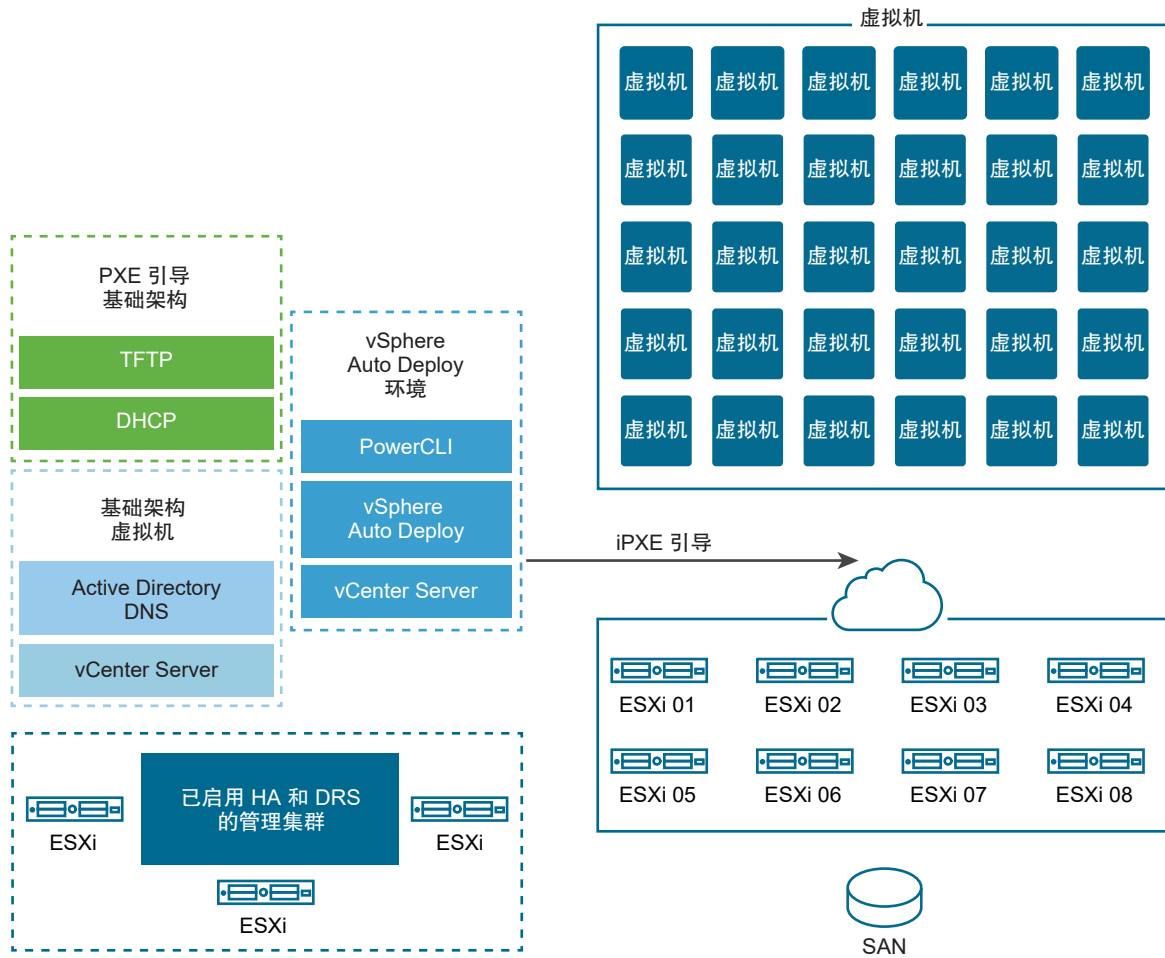 虚拟机
虚拟机 虚拟机 虚拟机 虚拟机 虚拟机 虚拟机
虚拟机 虚拟机 虚拟机 虚拟机 虚拟机 虚拟机
虚拟机 虚拟机 虚拟机 虚拟机 虚拟机 虚拟机
虚拟机 虚拟机 虚拟机 虚拟机 虚拟机 虚拟机
虚拟机 虚拟机 虚拟机 虚拟机 虚拟机 虚拟机
PXE 引导
基础架构
TFTP
DHCP
基础架构
虚拟机
Active Directory
DNS
vCenter Server
vSphere
Auto Deploy
环境
PowerCLI
vSphere
Auto Deploy
vCenter Server
iPXE 引导
ESXi 01 ESXi 02 ESXi 03 ESXi 04
ESXi 05 ESXi 06 ESXi 07 ESXi 08
已启用 HA 和 DRS
的管理集群
ESXi
ESXi
ESXi
SAN